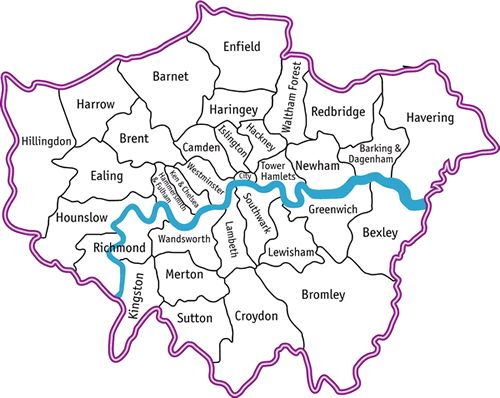 Enfield
Barnet
Harrow
Haringey
Waltham Forest
Redbridge
Havering
Hillingdon
Brent
Camden
Islington
Hackney
Barking &
Dagenham
Ealing
Ken & Chelsea
Hammersmith
& Fulham
Westminster
City
Tower
Hamlets
Newham
Hounslow
Richmond
Wandsworth
Lambeth
Southwark
Greenwich
Bexley
Lewisham
Kingston
Merton
Sutton
Croydon
Bromley